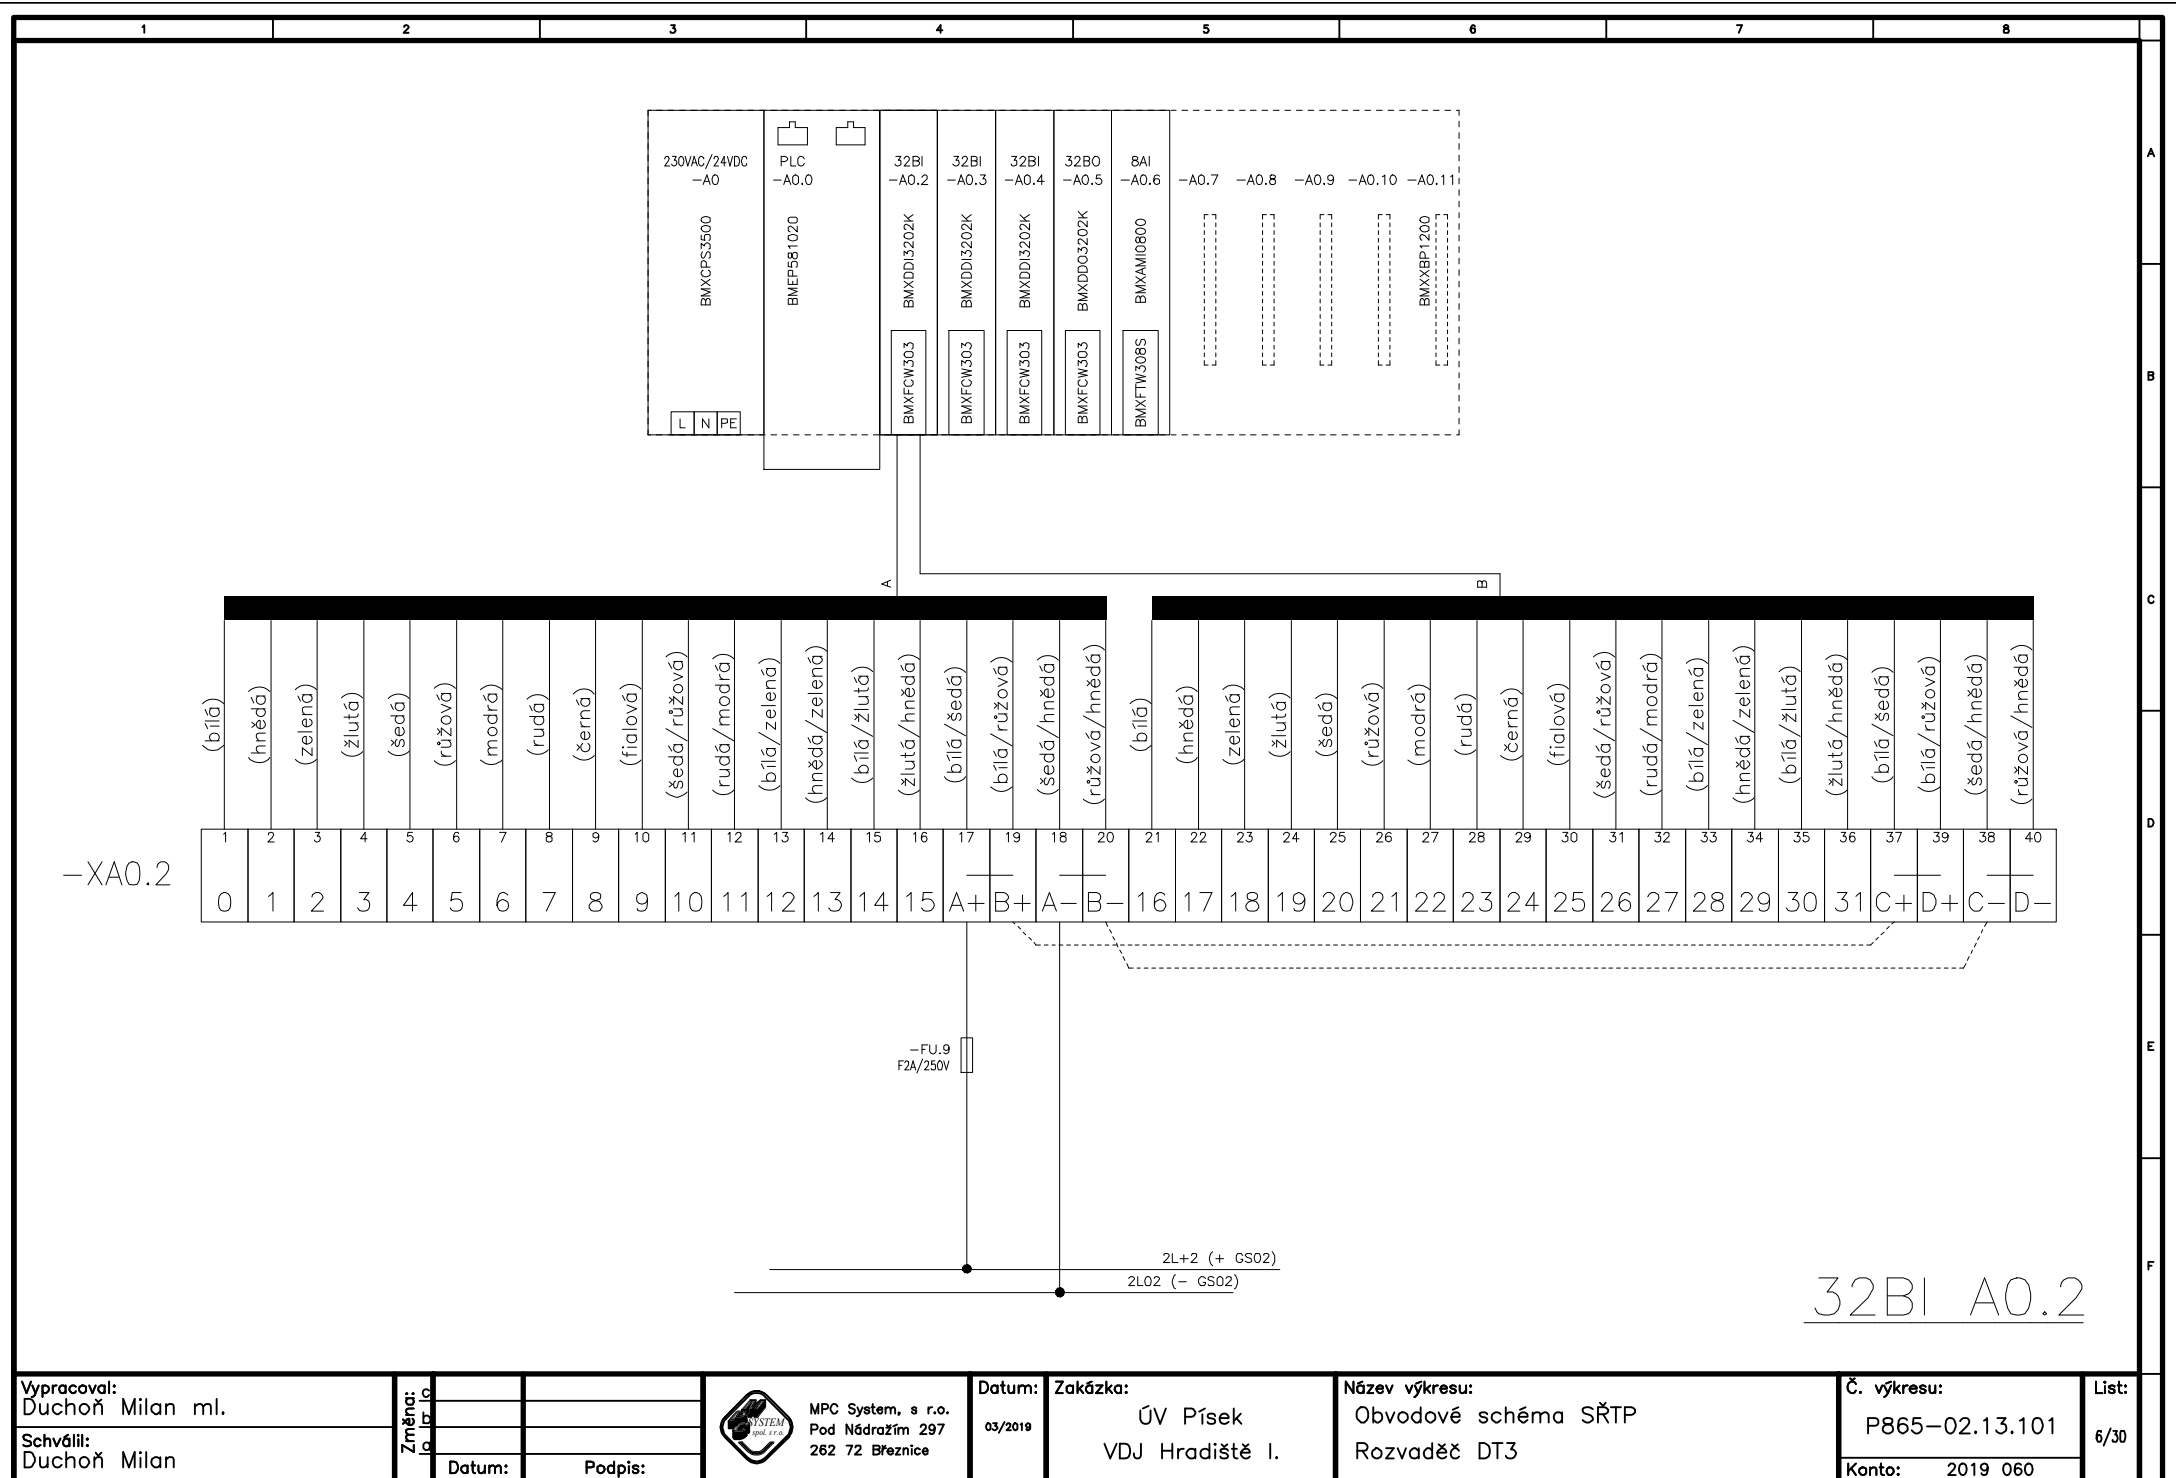 1 2 3 4 5 6 7 8
A
B
C
D
E
F
230VAC/24VDC PLC 32BI 32BI 32BI 32BO 8AI
-A0 -A0.0 -A0.2 -A0.3 -A0.4 -A0.5 -A0.6 -A0.7 -A0.8 -A0.9 -A0.10 -A0.11
BMXCPS3500 BMEP581020 BMXDDI3202K BMXDDI3202K BMXDDI3202K BMXDDO3202K BMXAMI0800 BMXXBP1200
BMXFCW303 BMXFCW303 BMXFCW303 BMXFCW303 BMXFTW308S
L N PE
A B
(bílá) (hnědá) (zelená) (žlutá) (šedá) (růžová) (modrá) (rudá) (černá) (fialová) (šedá/růžová) (rudá/modrá) (bílá/zelená) (hnědá/zelená) (bílá/žlutá) (žlutá/hnědá) (bílá/šedá) (bílá/růžová) (šedá/hnědá) (růžová/hnědá) (bílá) (hnědá) (zelená) (žlutá) (šedá) (růžová) (modrá) (rudá) (černá) (fialová) (šedá/růžová) (rudá/modrá) (bílá/zelená) (hnědá/zelená) (bílá/žlutá) (žlutá/hnědá) (bílá/šedá) (bílá/růžová) (šedá/hnědá) (růžová/hnědá)
1 2 3 4 5 6 7 8 9 10 11 12 13 14 15 16 17 19 18 20 21 22 23 24 25 26 27 28 29 30 31 32 33 34 35 36 37 39 38 40
-XA0.2
0 1 2 3 4 5 6 7 8 9 10 11 12 13 14 15 A+ B+ A- B- 16 17 18 19 20 21 22 23 24 25 26 27 28 29 30 31 C+ D+ C- D-
-FU.9
F2A/250V
2L+2 (+ GS02)
2L02 (- GS02)
32BI A0.2
Vypracoval:
Duchoň Milan ml.
Schválil:
Duchoň Milan
Změna:
c
b
a
Datum: Podpis:
SYSTEM
spol. s r.o.
MPC System, s r.o.
Pod Nádražím 297
262 72 Březnice
Datum:
03/2019
Zakázka:
ÚV Písek
VDJ Hradiště I.
Název výkresu:
Obvodové schéma SŘTP
Rozvaděč DT3
Č. výkresu:
P865-02.13.101
Konto: 2019 060
List:
6/30